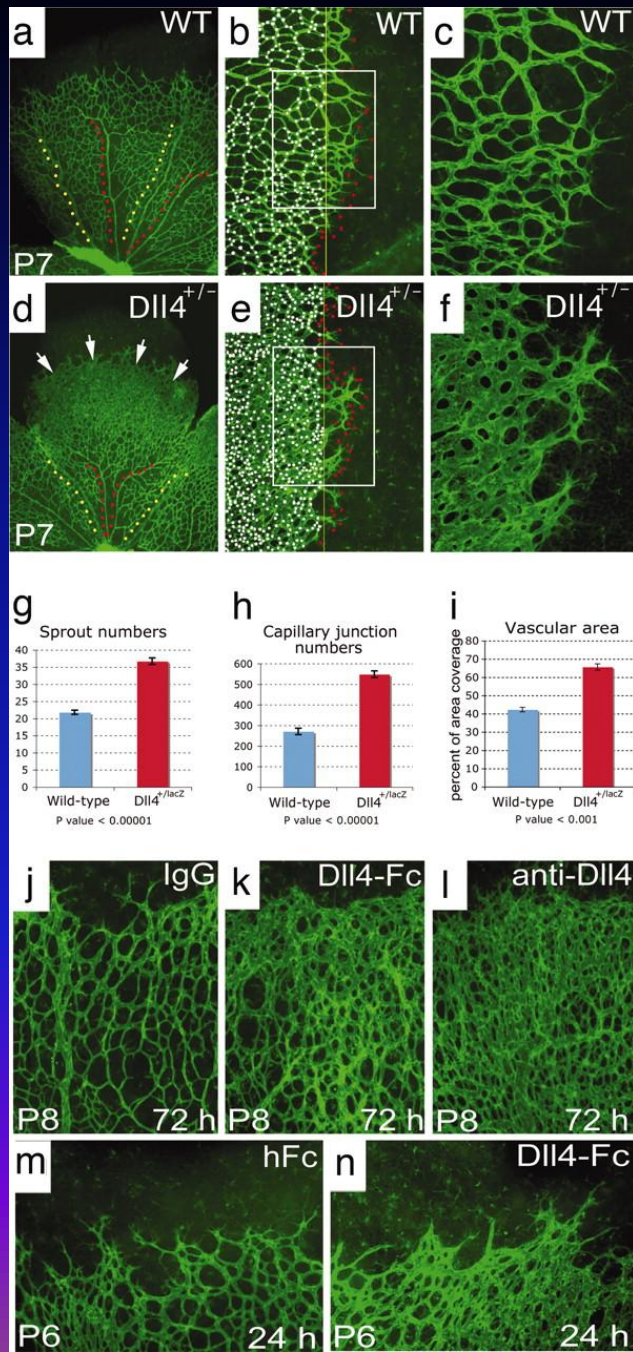 a WT
b WT
c WT
P7
d Dll4+/-
e Dll4+/-
f Dll4+/-
P7
g
Sprout numbers
40
35
30
25
20
15
10
5
0
Wild-type Dll4+/lacZ
P value < 0.00001
h
Capillary junction
numbers
600
500
400
300
200
100
0
Wild-type Dll4+/lacZ
P value < 0.00001
i
Vascular area
percent of area coverage
80
70
60
50
40
30
20
10
0
Wild-type Dll4+/lacZ
P value < 0.001
j IgG
P8 72 h
k Dll4-Fc
P8 72 h
l anti-Dll4
P8 72 h
m hFc
P6 24 h
n Dll4-Fc
P6 24 h